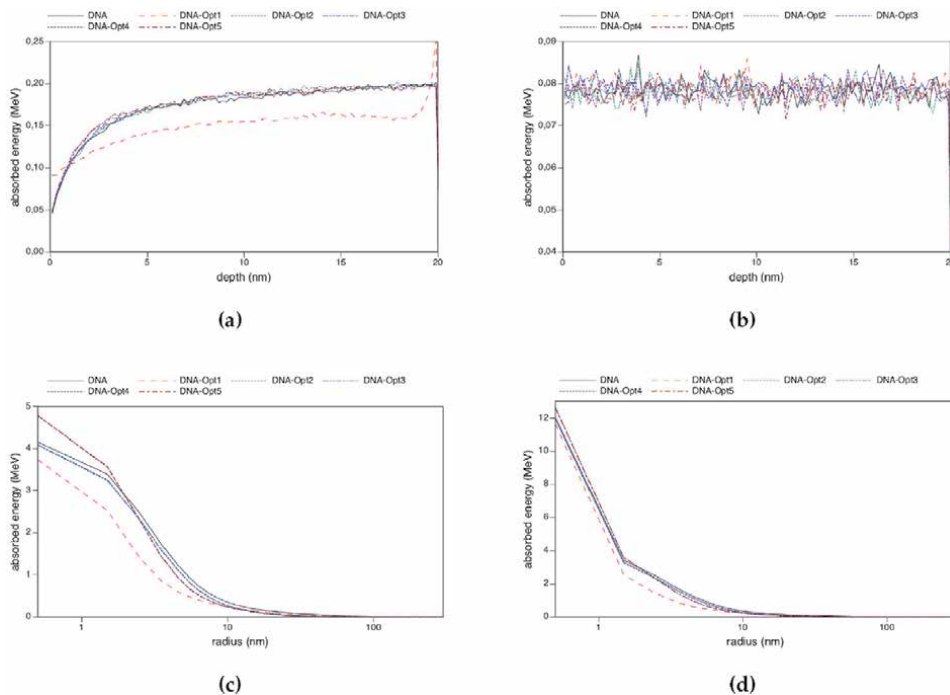 DNA DNA-Opt1 DNA-Opt2 DNA-Opt3
DNA-Opt4 DNA-Opt5
0,25
0,20
0,15
0,10
0,05
0,00
absorbed energy (MeV)
0 5 10 15 20
depth (nm)
(a)
DNA DNA-Opt1 DNA-Opt2 DNA-Opt3
DNA-Opt4 DNA-Opt5
0,09
0,08
0,07
0,06
0,05
0,04
absorbed energy (MeV)
0 5 10 15 20
depth (nm)
(b)
DNA DNA-Opt1 DNA-Opt2 DNA-Opt3
DNA-Opt4 DNA-Opt5
5
4
3
2
1
0
absorbed energy (MeV)
1 10 100
radius (nm)
(c)
DNA DNA-Opt1 DNA-Opt2 DNA-Opt3
DNA-Opt4 DNA-Opt5
12
10
8
6
4
2
0
absorbed energy (MeV)
1 10 100
radius (nm)
(d)